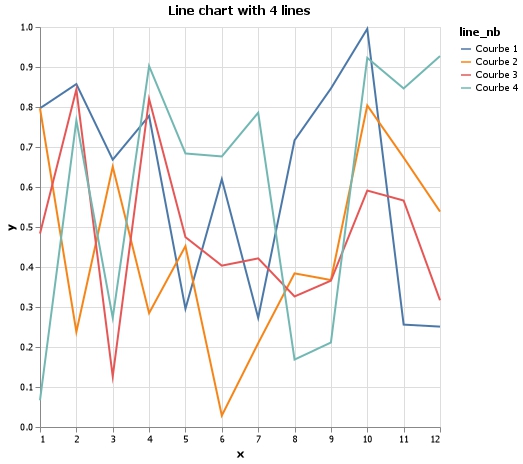 Line chart with 4 lines
line_nb
Courbe 1
Courbe 2
Courbe 3
Courbe 4
1.0
0.9
0.8
0.7
0.6
0.5
0.4
0.3
0.2
0.1
0.0
y
1 2 3 4 5 6 7 8 9 10 11 12
x